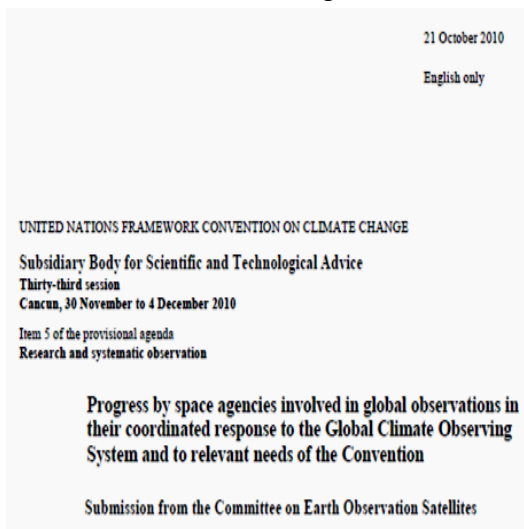 21 October 2010
English only
UNITED NATIONS FRAMEWORK CONVENTION ON CLIMATE CHANGE
Subsidiary Body for Scientific and Technological Advice
Thirty-third session
Cancun, 30 November to 4 December 2010
Item 5 of the provisional agenda
Research and systematic observation
Progress by space agencies involved in global observations in
their coordinated response to the Global Climate Observing
System and to relevant needs of the Convention
Submission from the Committee on Earth Observation Satellites